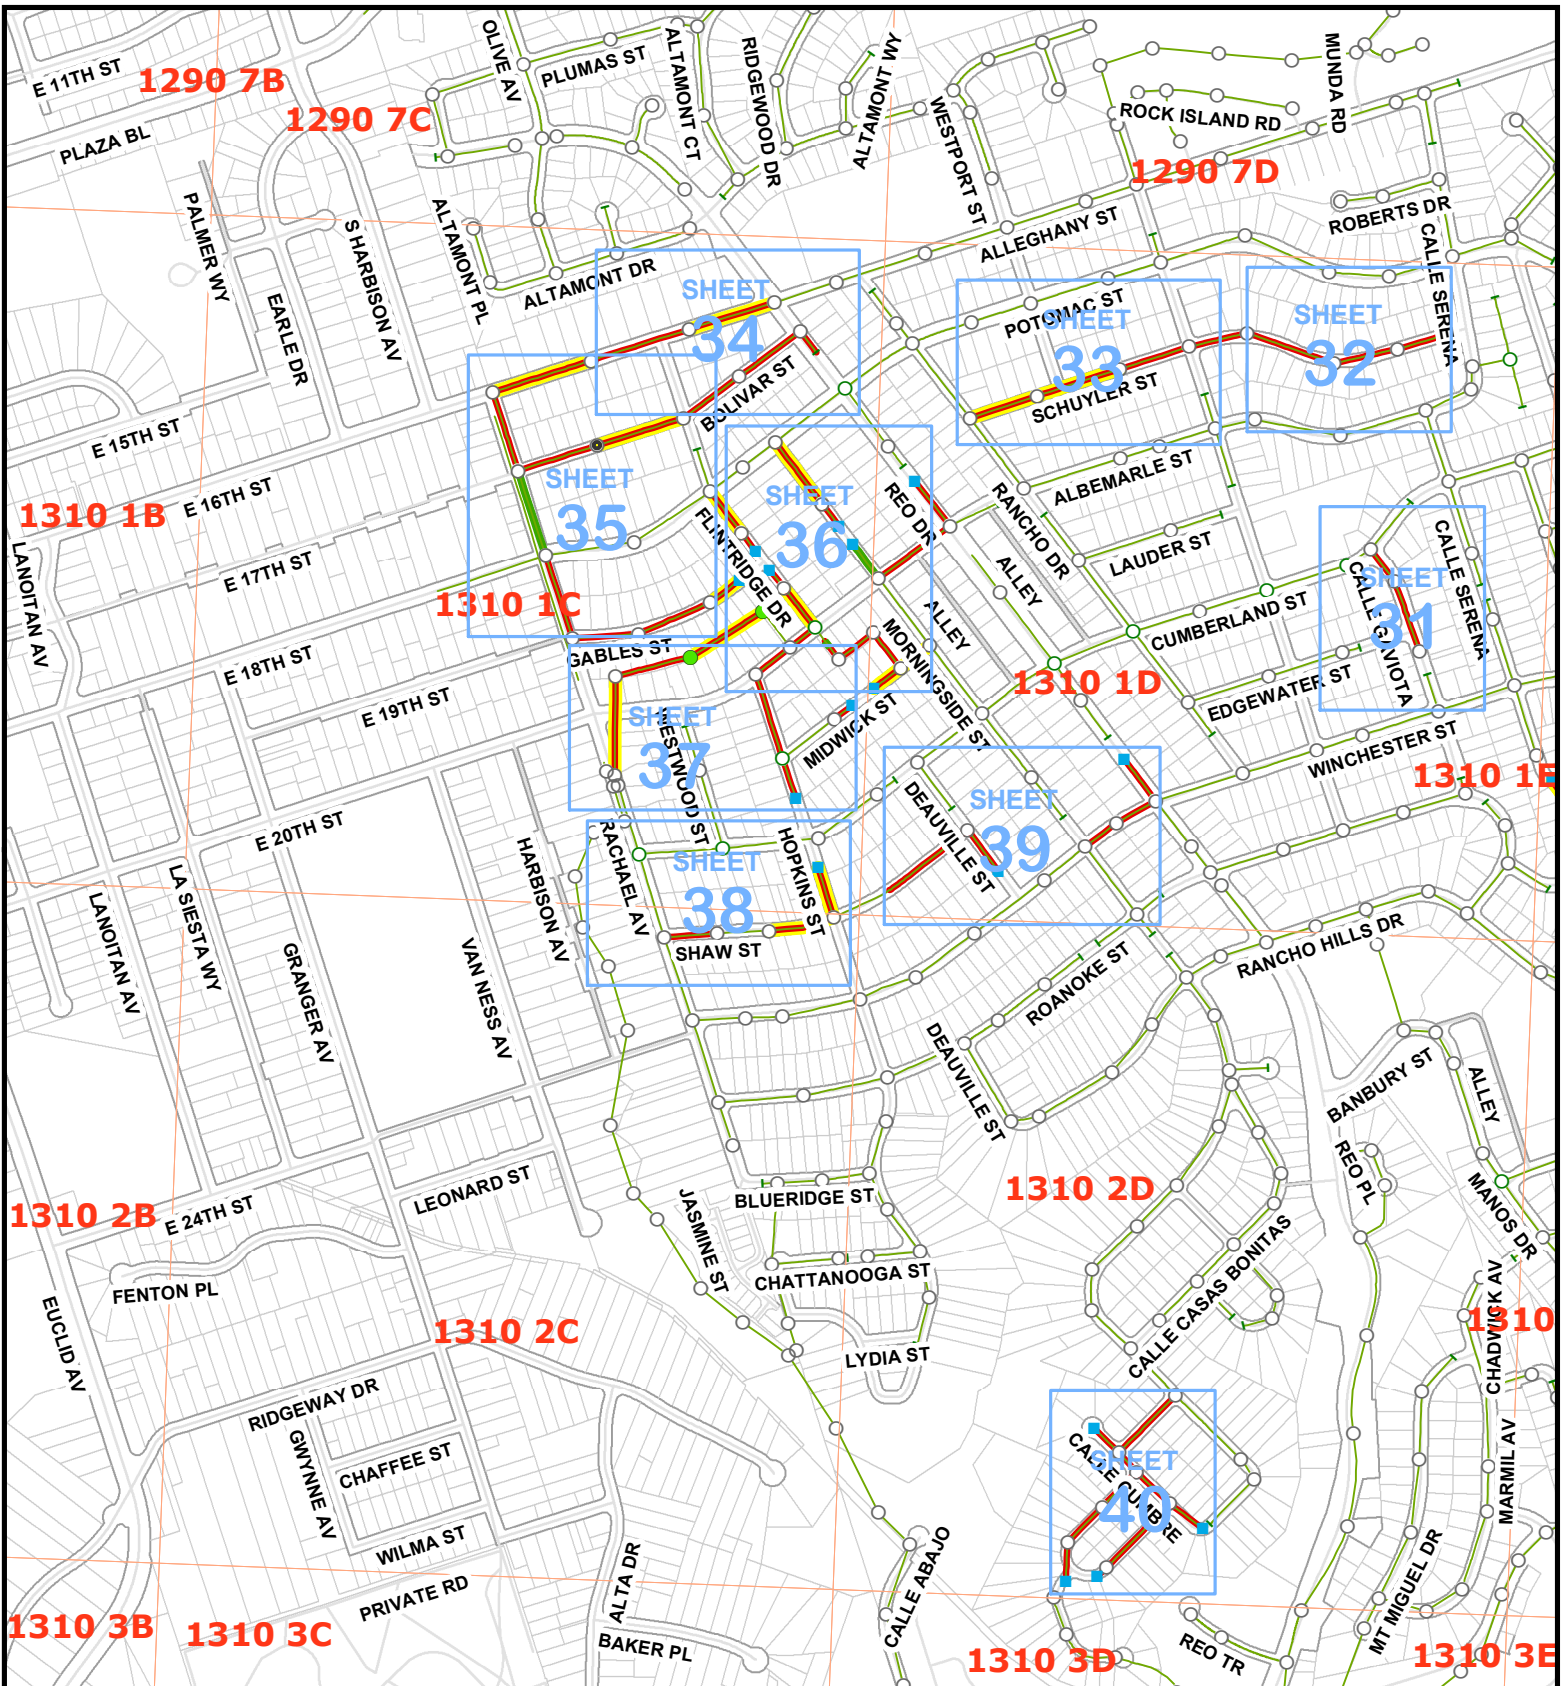 E 11TH ST
1290 7B
PLAZA BL
1290 7C
OLIVE AV
PLUMAS ST
ALTAMONT CT
RIDGEWOOD DR
ALTAMONT WY
WESTPORT ST
ROCK ISLAND RD
MUNDA RD
1290 7D
PALMER WY
S HARBISON AV
ALTAMONT PL
ALTAMONT DR
ALLEGHANY ST
ROBERTS DR
CALLE SERENA
EARLE DR
SHEET
34
BOLIVAR ST
POTOMAC ST
SHEET
33
SCHUYLER ST
SHEET
32
E 15TH ST
E 16TH ST
1310 1B
E 17TH ST
LANOITAN AV
E 18TH ST
E 19TH ST
1310 1C
SHEET
35
GABLES ST
FLINTRIDGE DR
SHEET
36
REO DR
RANCHO DR
ALBEMARLE ST
LAUDER ST
ALLEY
ALLEY
CUMBERLAND ST
CALLE GAVIOTA
SHEET
31
CALLE SERENA
MORNINGSIDE ST
1310 1D
EDGEWATER ST
WINCHESTER ST
1310 1E
SHEET
37
WESTWOOD ST
MIDWICK ST
E 20TH ST
HARBISON AV
RACHAEL AV
HOPKINS ST
DEAUVILLE ST
SHEET
39
SHEET
38
SHAW ST
LANOITAN AV
LA SIESTA WY
GRANGER AV
VAN NESS AV
RANCHO HILLS DR
ROANOKE ST
DEAUVILLE ST
BANBURY ST
ALLEY
REO PL
MANOS DR
1310 2B
E 24TH ST
LEONARD ST
JASMINE ST
BLUERIDGE ST
1310 2D
CHATTANOOGA ST
CALLE CASAS BONITAS
CHADWICK AV
1310
FENTON PL
EUCLID AV
1310 2C
LYDIA ST
RIDGEWAY DR
GWYNNE AV
CHAFFEE ST
WILMA ST
PRIVATE RD
ALTA DR
BAKER PL
CALLE ABAJO
CALLE CUMBRE
SHEET
40
MARMIL AV
MT MIGUEL DR
REO TR
1310 3B
1310 3C
1310 3D
1310 3E